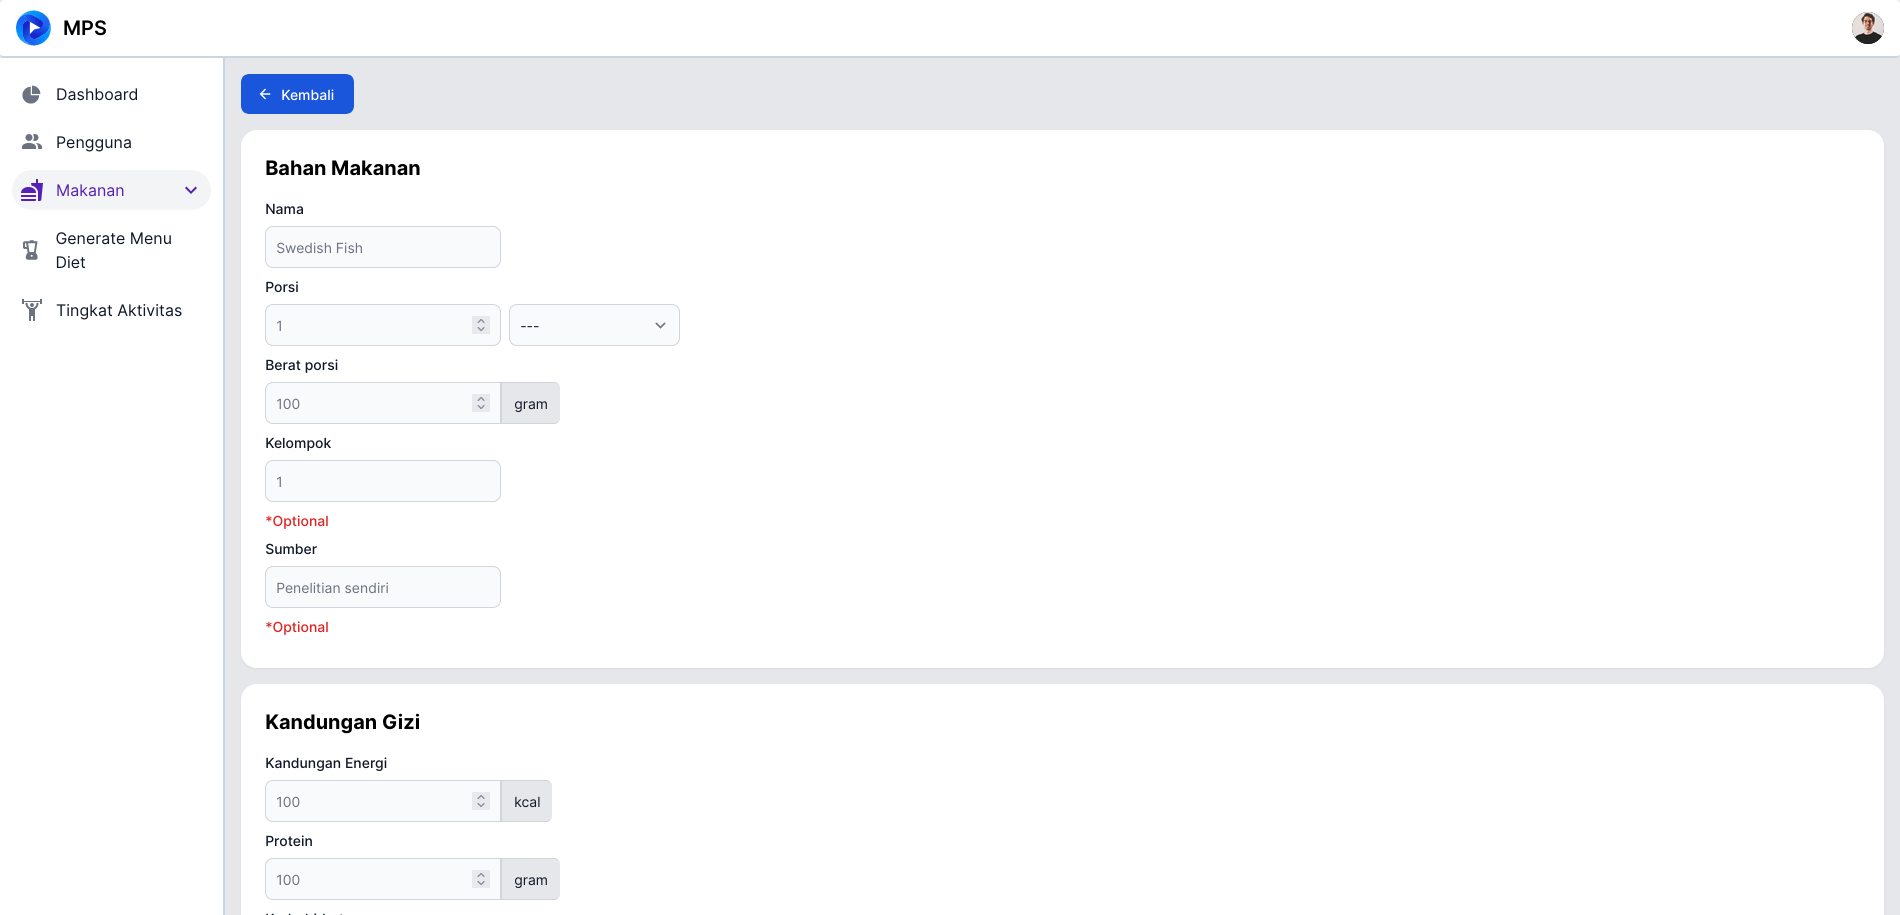 MPS
Dashboard
Pengguna
Makanan
Generate Menu
Diet
Tingkat Aktivitas
Kembali
Bahan Makanan
Nama
Swedish Fish
Porsi
1
---
Berat porsi
100 gram
Kelompok
1
*Optional
Sumber
Penelitian sendiri
*Optional
Kandungan Gizi
Kandungan Energi
100 kcal
Protein
100 gram